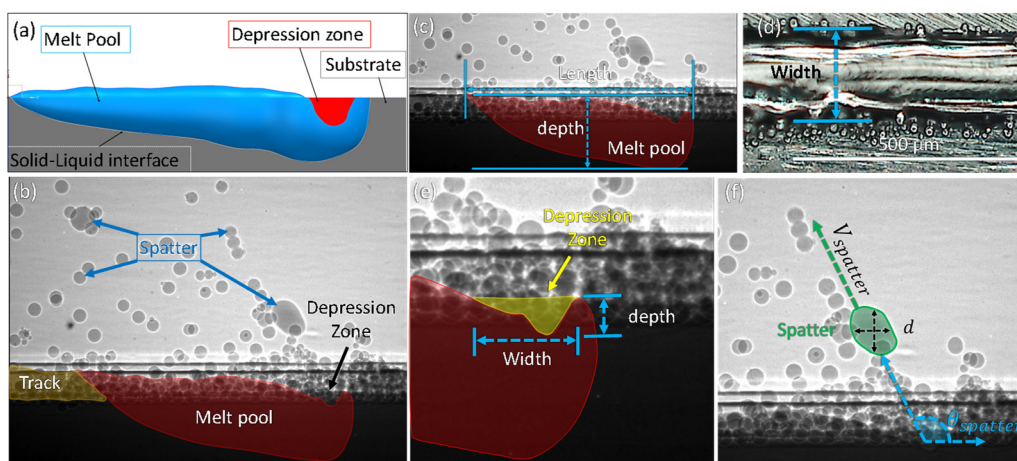 (a)
Melt Pool
Depression zone
Substrate
Solid-Liquid interface
(b)
Spatter
Depression
Zone
Track
Melt pool
(c)
Length
depth
Melt pool
(d)
Width
500 µm
(e)
Depression
Zone
depth
Width
(f)
V spatter
Spatter
d
θ spatter